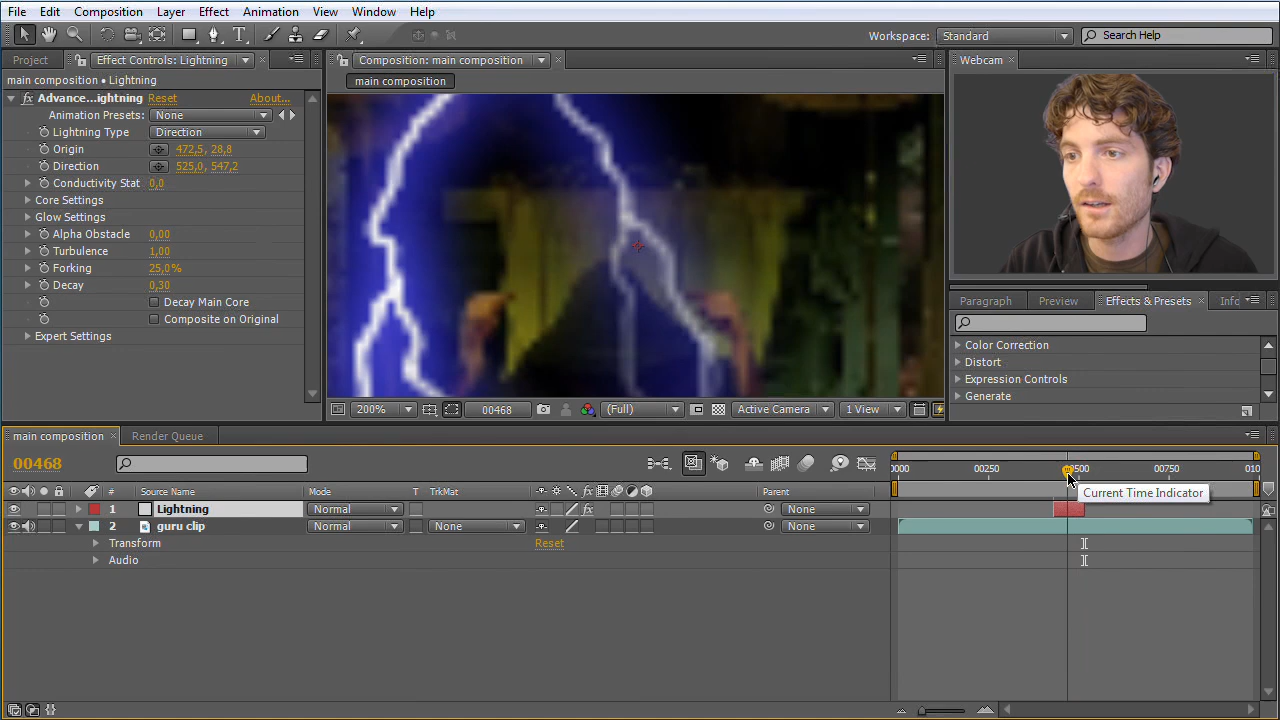 File Edit Composition Layer Effect Animation View Window Help
Workspace: Standard Search Help
Project Effect Controls: Lightning Composition: main composition Webcam
main composition • Lightning main composition
fx Advance...ightning Reset About...
Animation Presets: None
Lightning Type Direction
Origin 472,5, 28,8
Direction 525,0, 547,2
Conductivity Stat 0,0
Core Settings
Glow Settings
Alpha Obstacle 0,00
Turbulence 1,00
Forking 25,0%
Decay 0,30
Decay Main Core
Composite on Original
Expert Settings
Paragraph Preview Effects & Presets Info
Color Correction
Distort
Expression Controls
Generate
200% 00468 (Full) Active Camera 1 View
main composition Render Queue
00468
0000 00250 00500 00750 010
Current Time Indicator
# Source Name Mode T TrkMat fx Parent
1 Lightning Normal fx None
2 guru clip Normal None None
Transform Reset
Audio